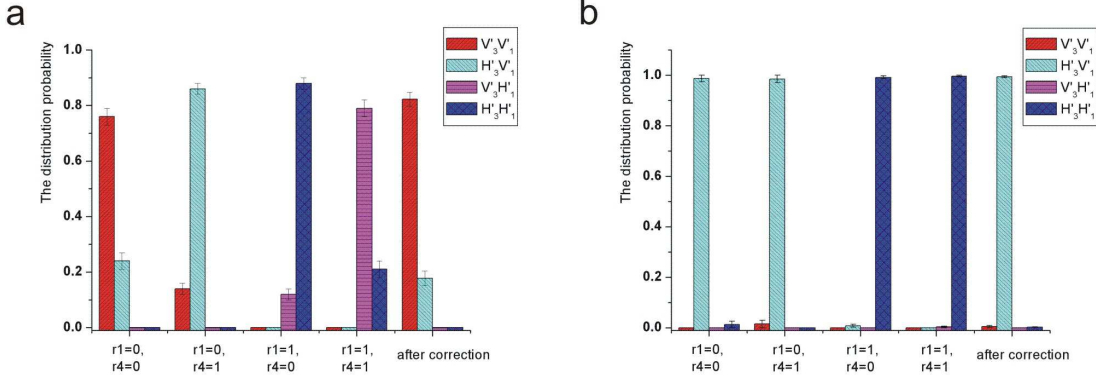 a
The distribution probability
1.0
0.8
0.6
0.4
0.2
0.0
V'3V'1
H'3V'1
V'3H'1
H'3H'1
r1=0,
r4=0
r1=0,
r4=1
r1=1,
r4=0
r1=1,
r4=1
after correction
b
The distribution probability
1.0
0.8
0.6
0.4
0.2
0.0
V'3V'1
H'3V'1
V'3H'1
H'3H'1
r1=0,
r4=0
r1=0,
r4=1
r1=1,
r4=0
r1=1,
r4=1
after correction